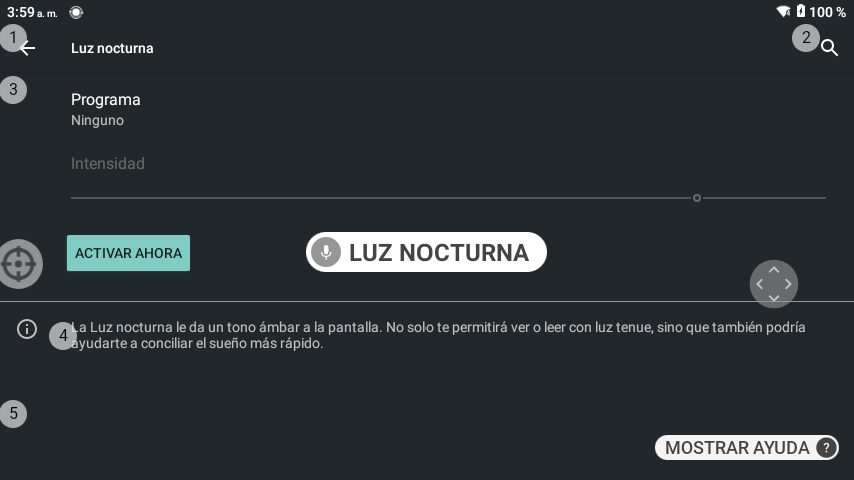 3:59 a. m.
100 %
1
Luz nocturna
2
3
Programa
Ninguno
Intensidad
ACTIVAR AHORA
LUZ NOCTURNA
4
La Luz nocturna le da un tono ámbar a la pantalla. No solo te permitirá ver o leer con luz tenue, sino que también podría
ayudarte a conciliar el sueño más rápido.
5
MOSTRAR AYUDA ?